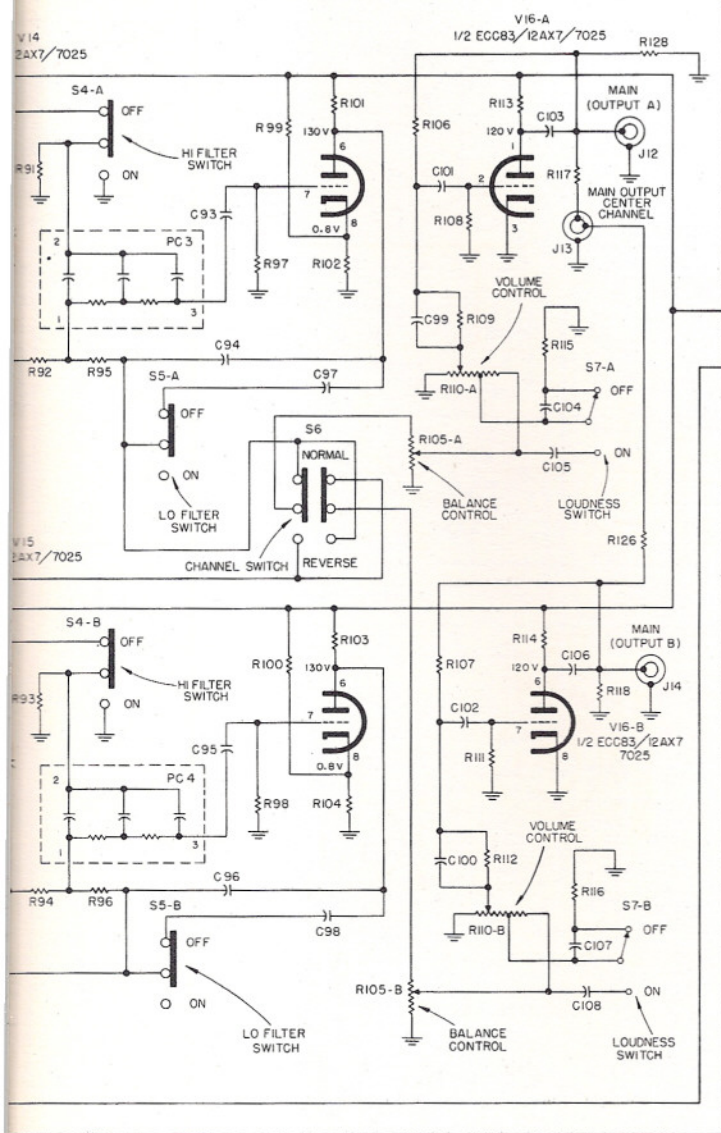 V14
2AX7/7025
V16-A
1/2 ECC83/12AX7/7025
R128
S4-A
OFF
HI FILTER
SWITCH
ON
R91
R99
R101
130V
6
7
8
0.8V
R97
R102
C93
PC3
2
1
3
R106
R113
120V
C103
1
2
3
C101
R108
MAIN
(OUTPUT A)
J12
R117
MAIN OUTPUT
CENTER
CHANNEL
J13
VOLUME
CONTROL
C99
R109
R110-A
R115
S7-A
OFF
C104
R92
R95
C94
C97
S5-A
OFF
ON
LO FILTER
SWITCH
S6
NORMAL
REVERSE
CHANNEL SWITCH
R105-A
BALANCE
CONTROL
C105
ON
LOUDNESS
SWITCH
R126
V15
2AX7/7025
S4-B
OFF
HI FILTER
SWITCH
ON
R93
R100
R103
130V
6
7
8
0.8V
R98
R104
C95
PC4
2
1
3
R107
R114
120V
C106
6
7
8
C102
R111
R118
MAIN
(OUTPUT B)
J14
V16-B
1/2 ECC83/12AX7
7025
VOLUME
CONTROL
C100
R112
R110-B
R116
S7-B
OFF
C107
R94
R96
C96
C98
S5-B
OFF
ON
LO FILTER
SWITCH
R105-B
BALANCE
CONTROL
C108
ON
LOUDNESS
SWITCH